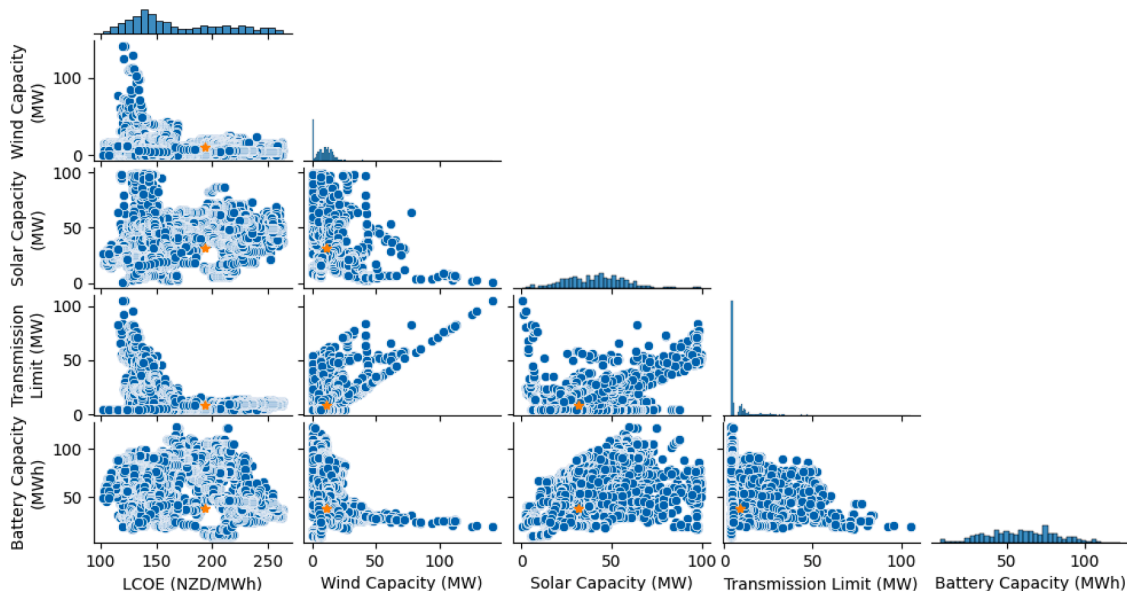 Wind Capacity
(MW)
100
0
Solar Capacity
(MW)
100
50
0
Transmission
Limit (MW)
100
50
0
Battery Capacity
(MWh)
100
50
100
150
200
250
LCOE (NZD/MWh)
0
50
100
Wind Capacity (MW)
0
50
100
Solar Capacity (MW)
0
50
100
Transmission Limit (MW)
50
100
Battery Capacity (MWh)